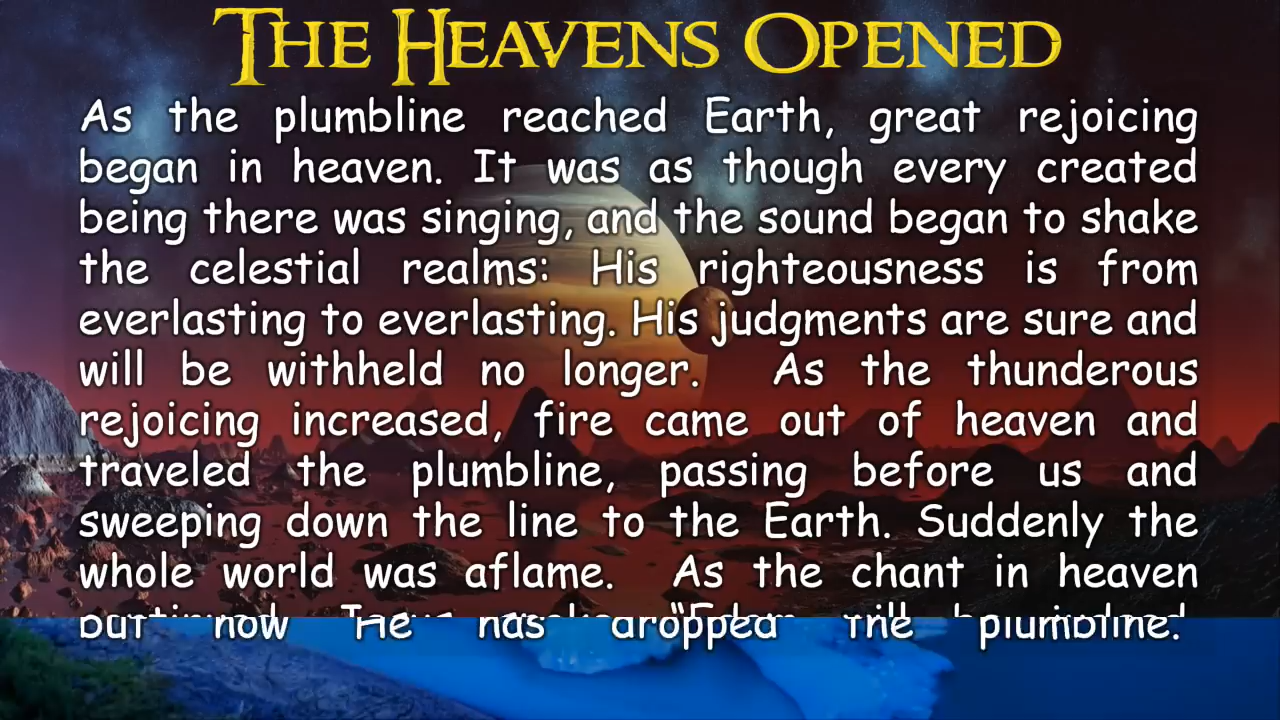 THE HEAVENS OPENED
As the plumbline reached Earth, great rejoicing
began in heaven. It was as though every created
being there was singing, and the sound began to shake
the celestial realms: His righteousness is from
everlasting to everlasting. His judgments are sure and
will be withheld no longer. As the thunderous
rejoicing increased, fire came out of heaven and
traveled the plumbline, passing before us and
sweeping down the line to the Earth. Suddenly the
whole world was aflame. As the chant in heaven
but now He has dropped the plumbline.